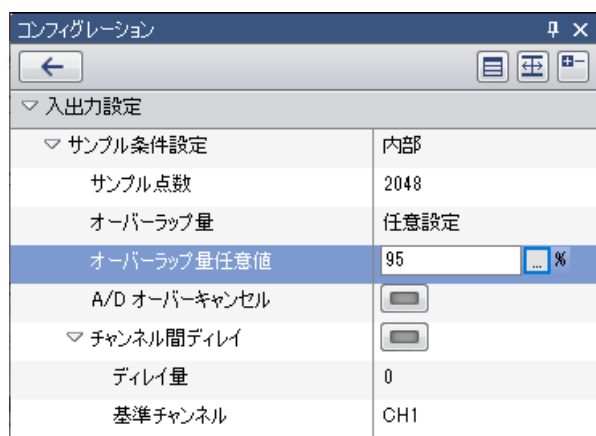 コンフィグレーション
入出力設定
サンプル条件設定 内部
サンプル点数 2048
オーバーラップ量 任意設定
オーバーラップ量任意値 95 ... %
A/D オーバーキャンセル
チャンネル間ディレイ
ディレイ量 0
基準チャンネル CH1